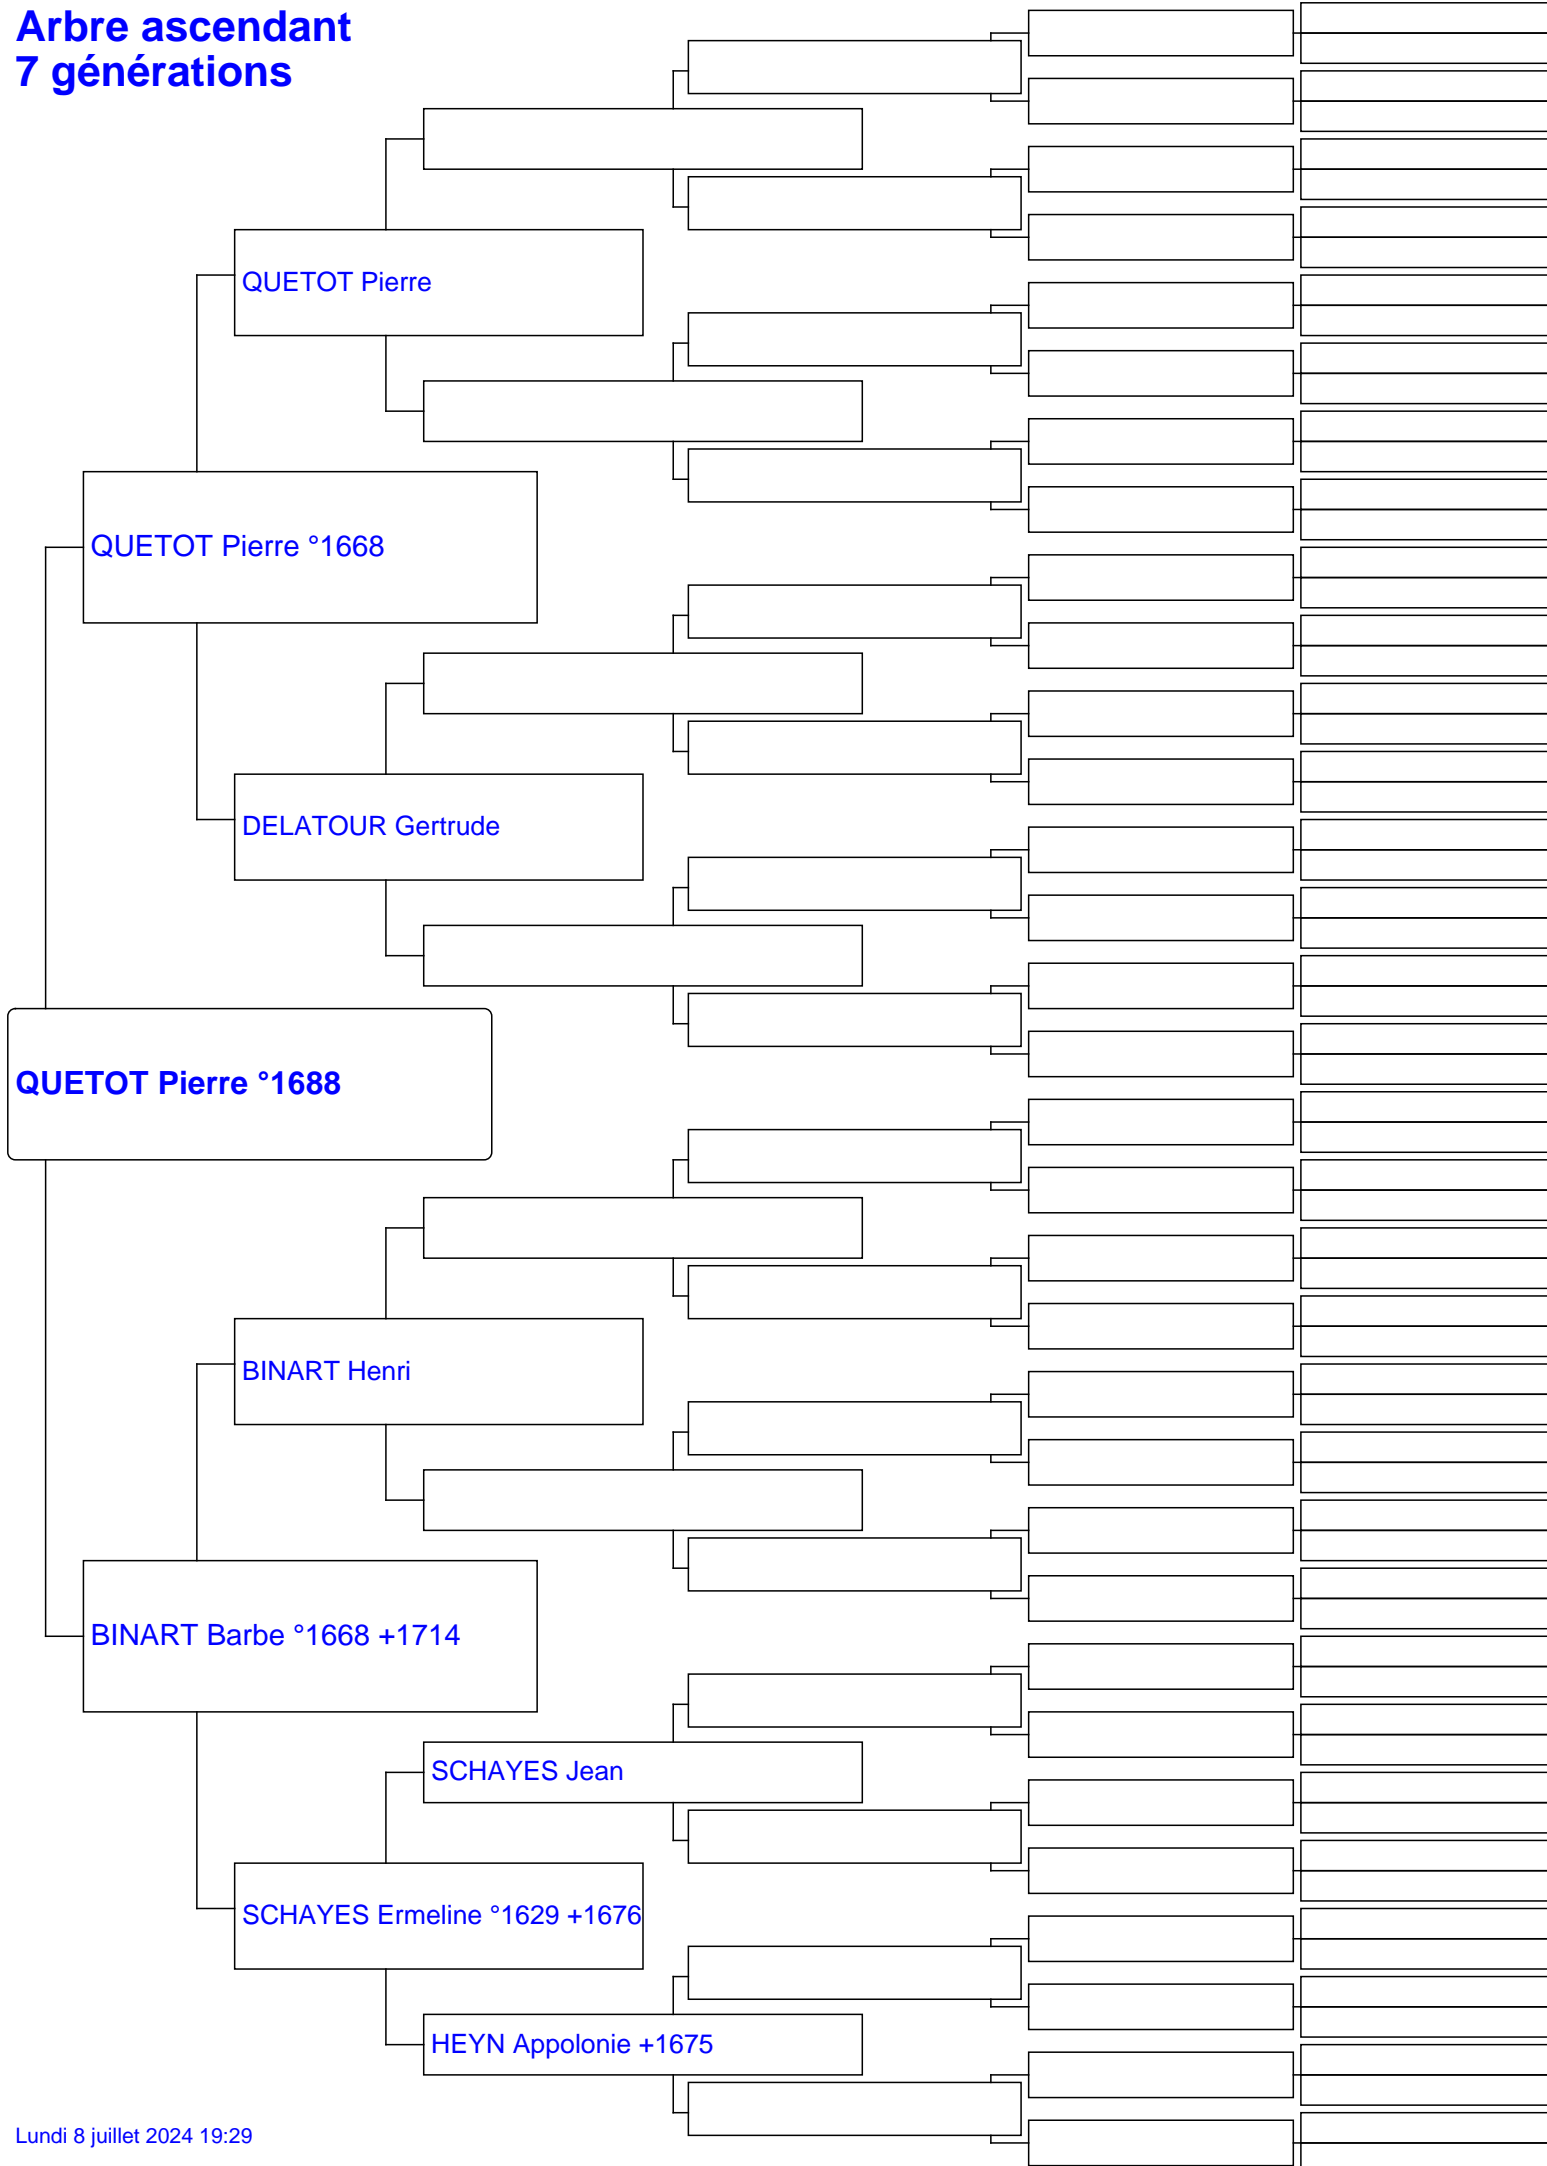 Arbre ascendant
7 générations
QUETOT Pierre
QUETOT Pierre °1668
DELATOUR Gertrude
QUETOT Pierre °1688
BINART Henri
BINART Barbe °1668 +1714
SCHAYES Jean
SCHAYES Ermeline °1629 +1676
HEYN Appolonie +1675
Lundi 8 juillet 2024 19:29